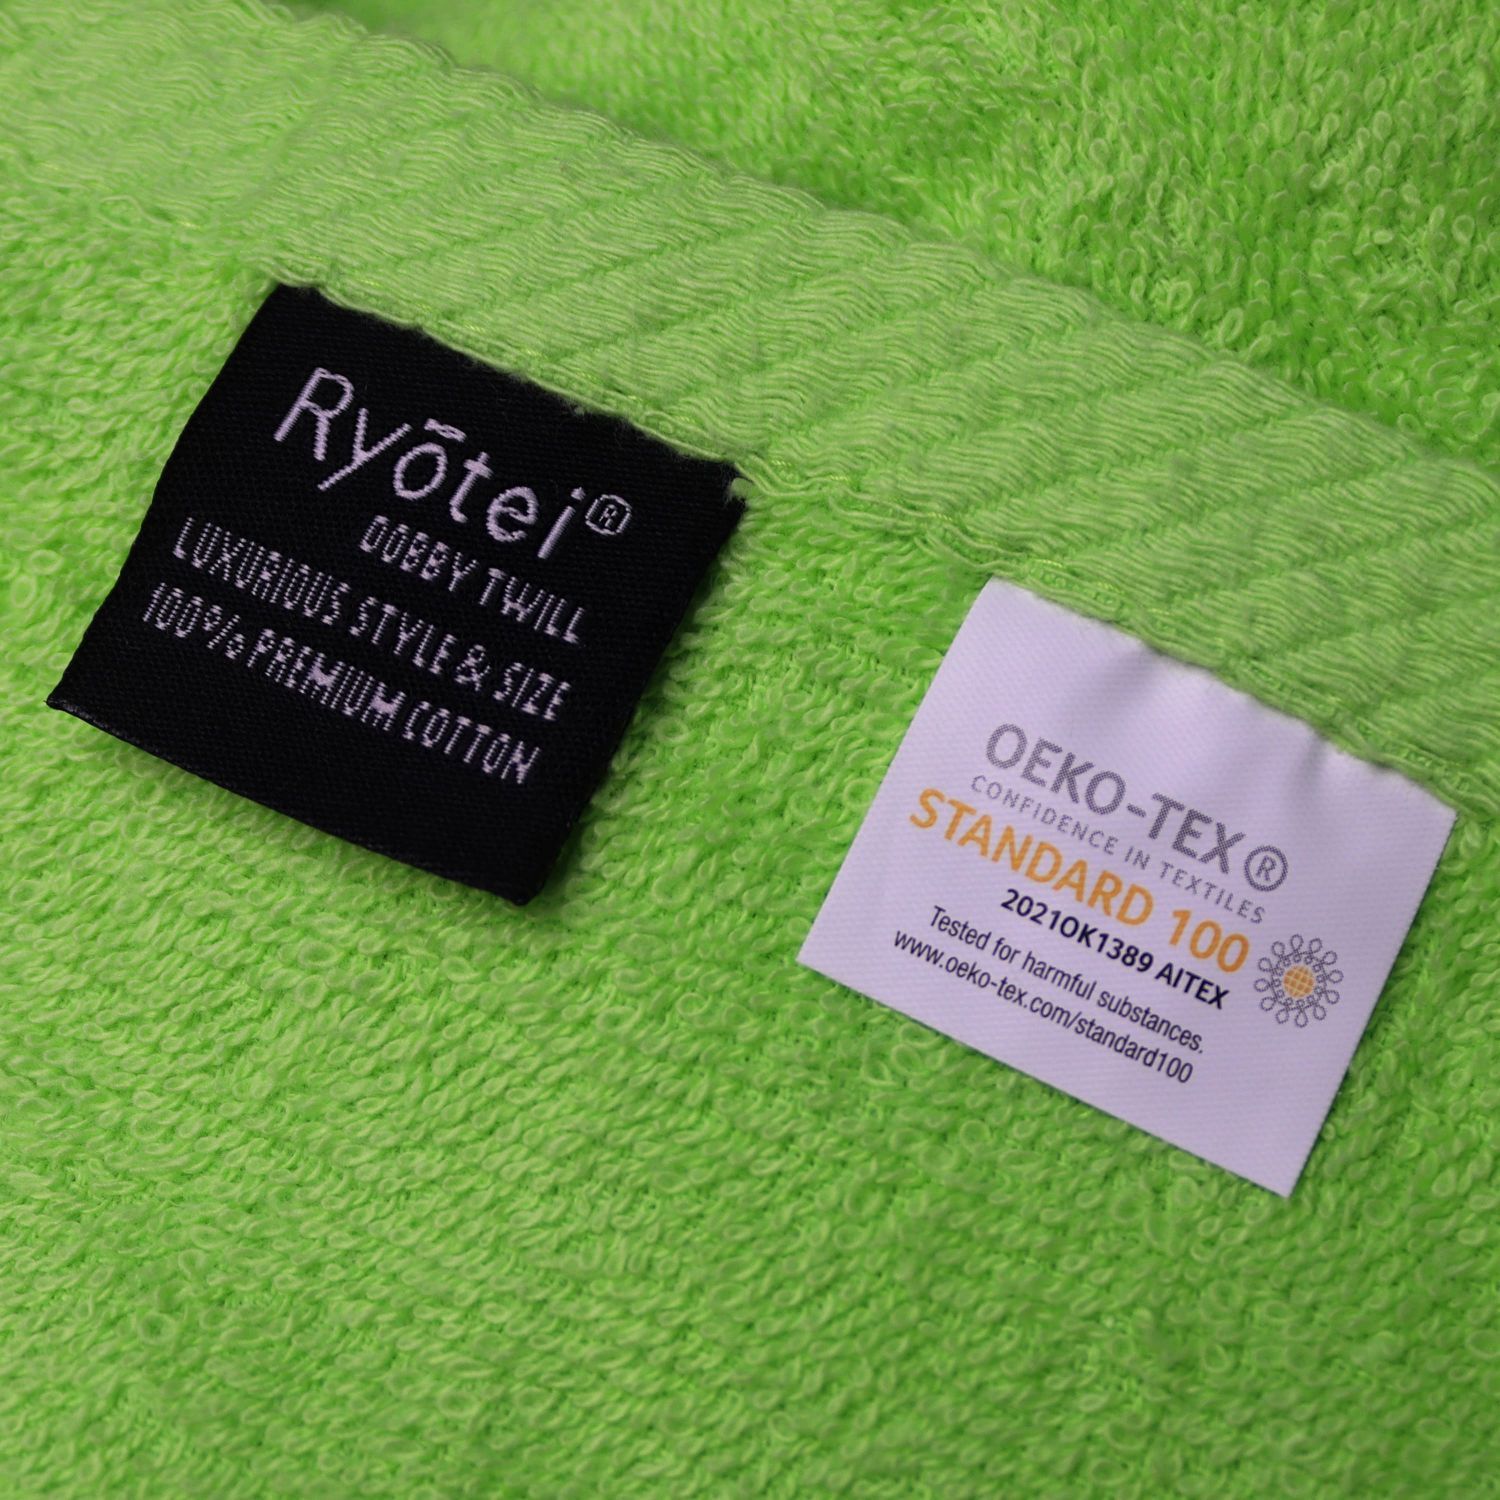 Ryōtei®
DOBBY TWILL
LUXURIOUS STYLE & SIZE
100% PREMIUM COTTON
OEKO-TEX®
CONFIDENCE IN TEXTILES
STANDARD 100
2021OK1389 AITEX
Tested for harmful substances.
www.oeko-tex.com/standard100